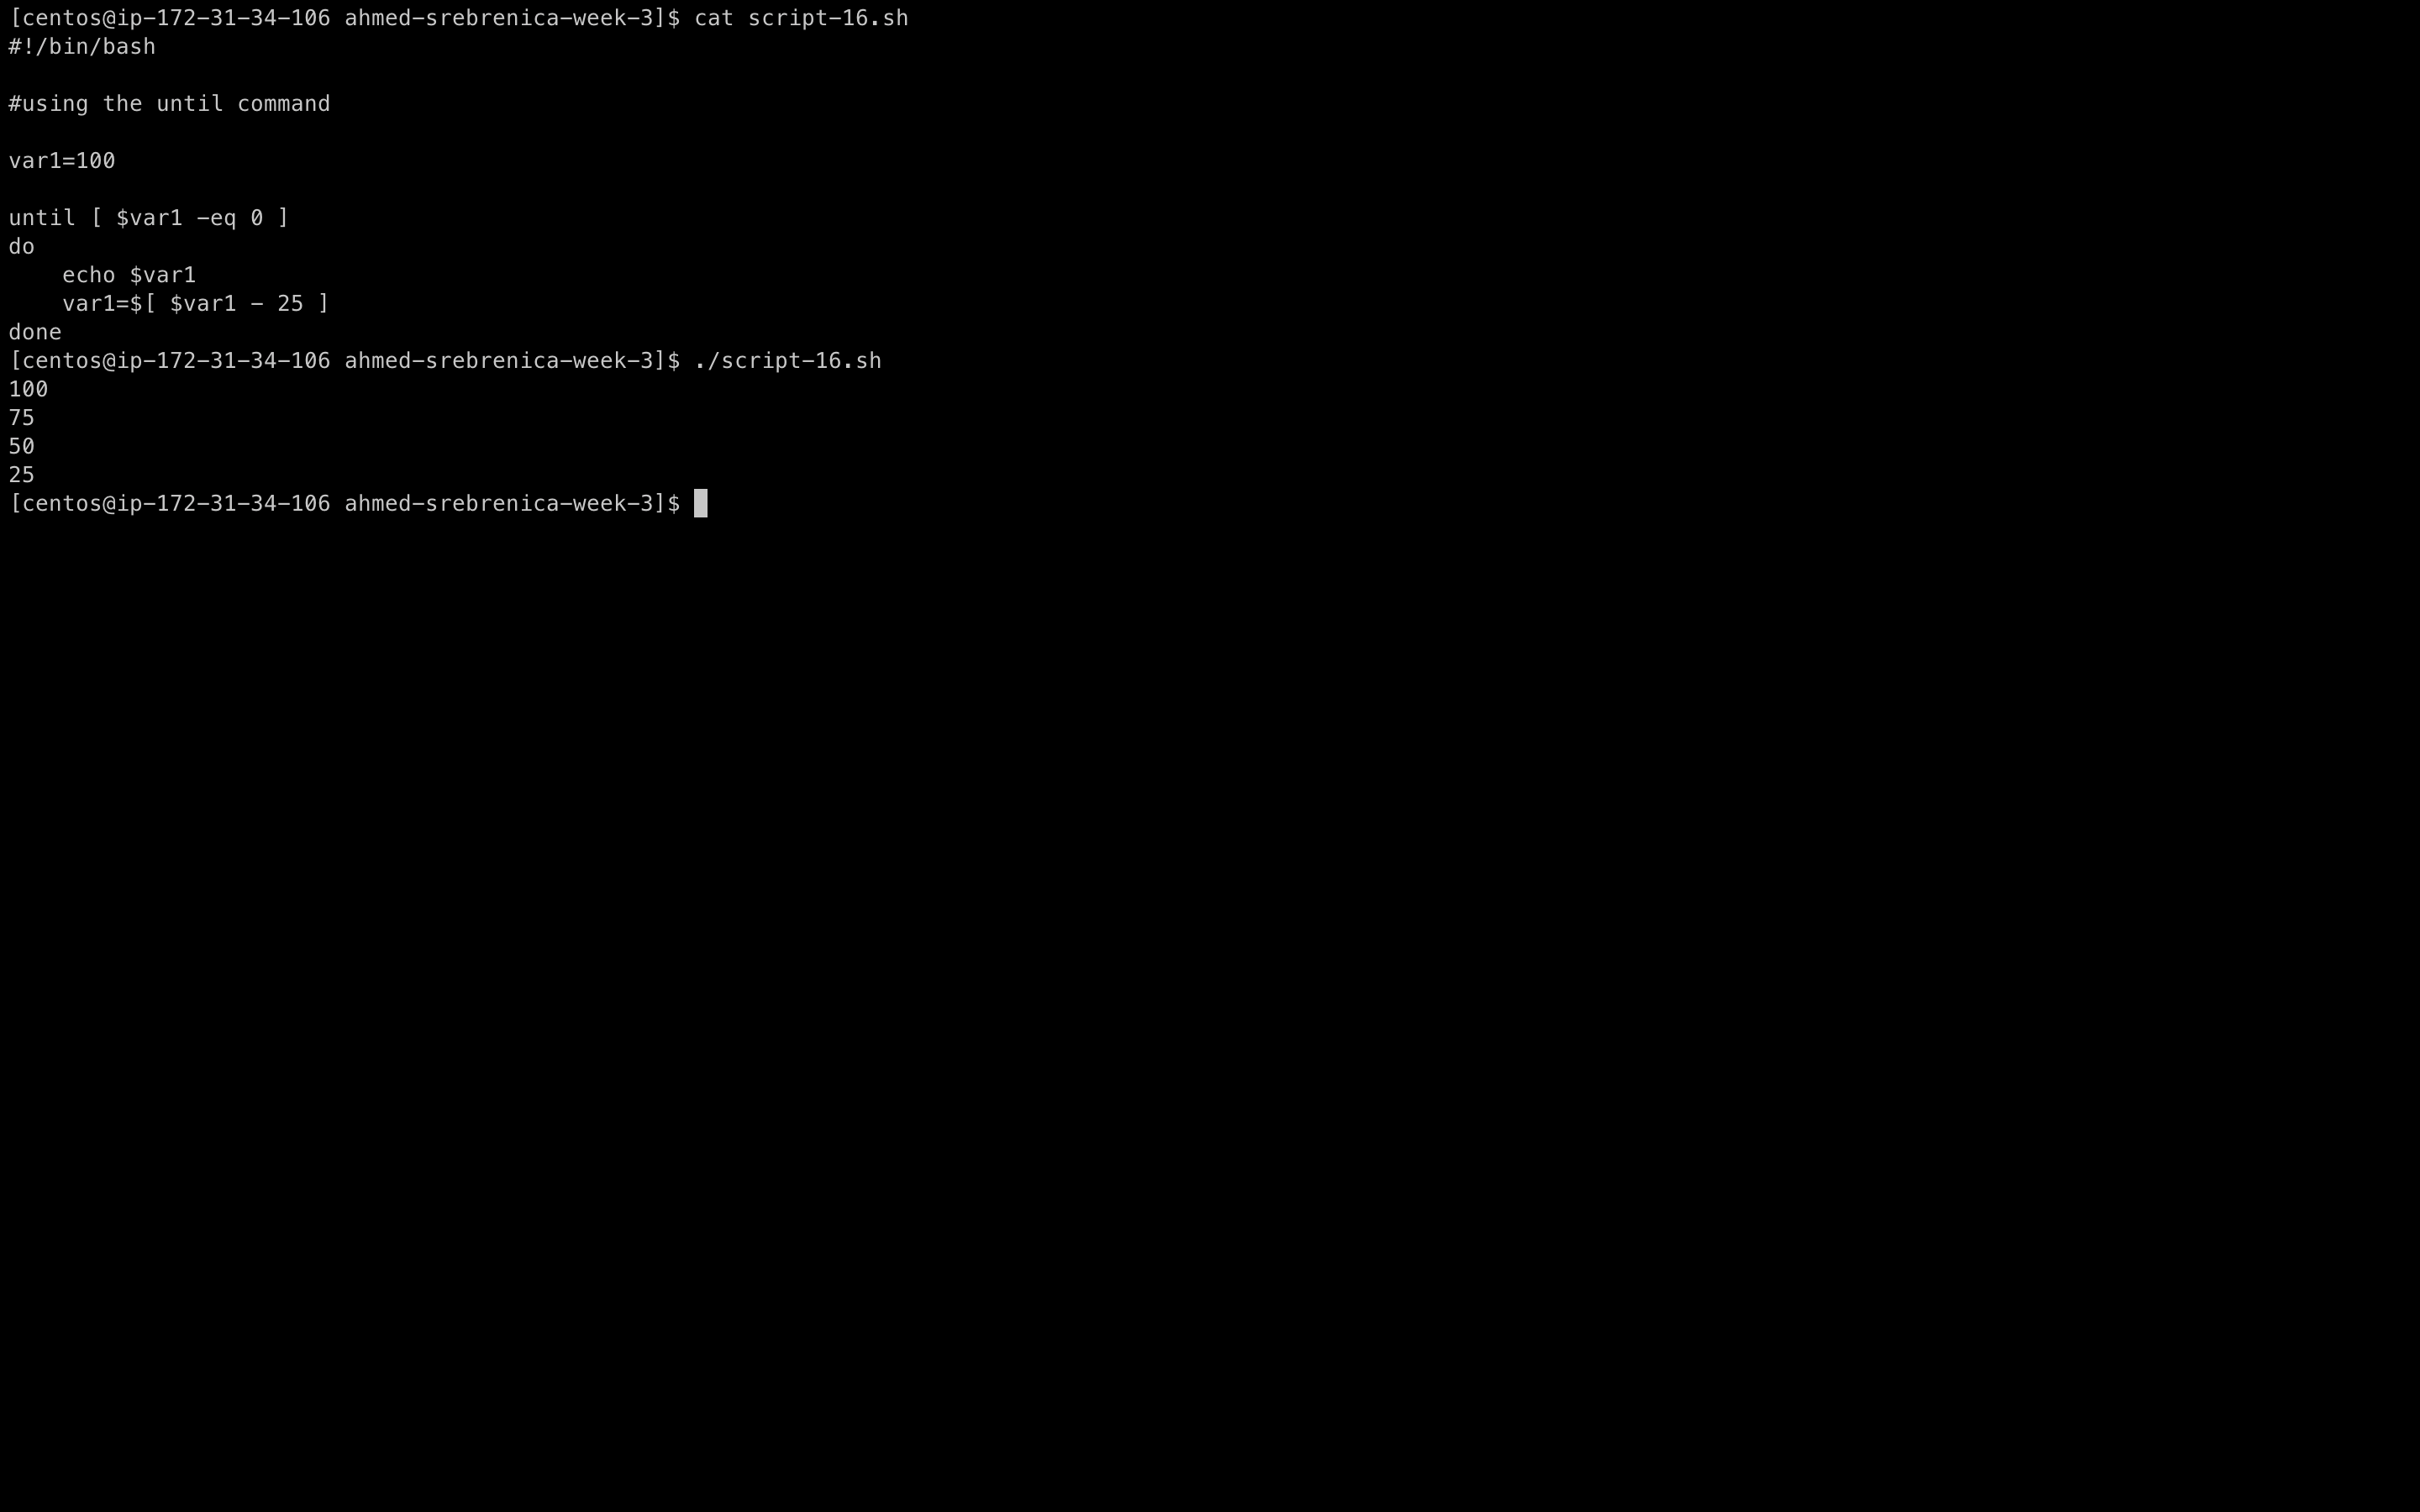 [centos@ip-172-31-34-106 ahmed-srebrenica-week-3]$ cat script-16.sh
#!/bin/bash

#using the until command

var1=100

until [ $var1 -eq 0 ]
do
    echo $var1
    var1=$[ $var1 - 25 ]
done
[centos@ip-172-31-34-106 ahmed-srebrenica-week-3]$ ./script-16.sh
100
75
50
25
[centos@ip-172-31-34-106 ahmed-srebrenica-week-3]$